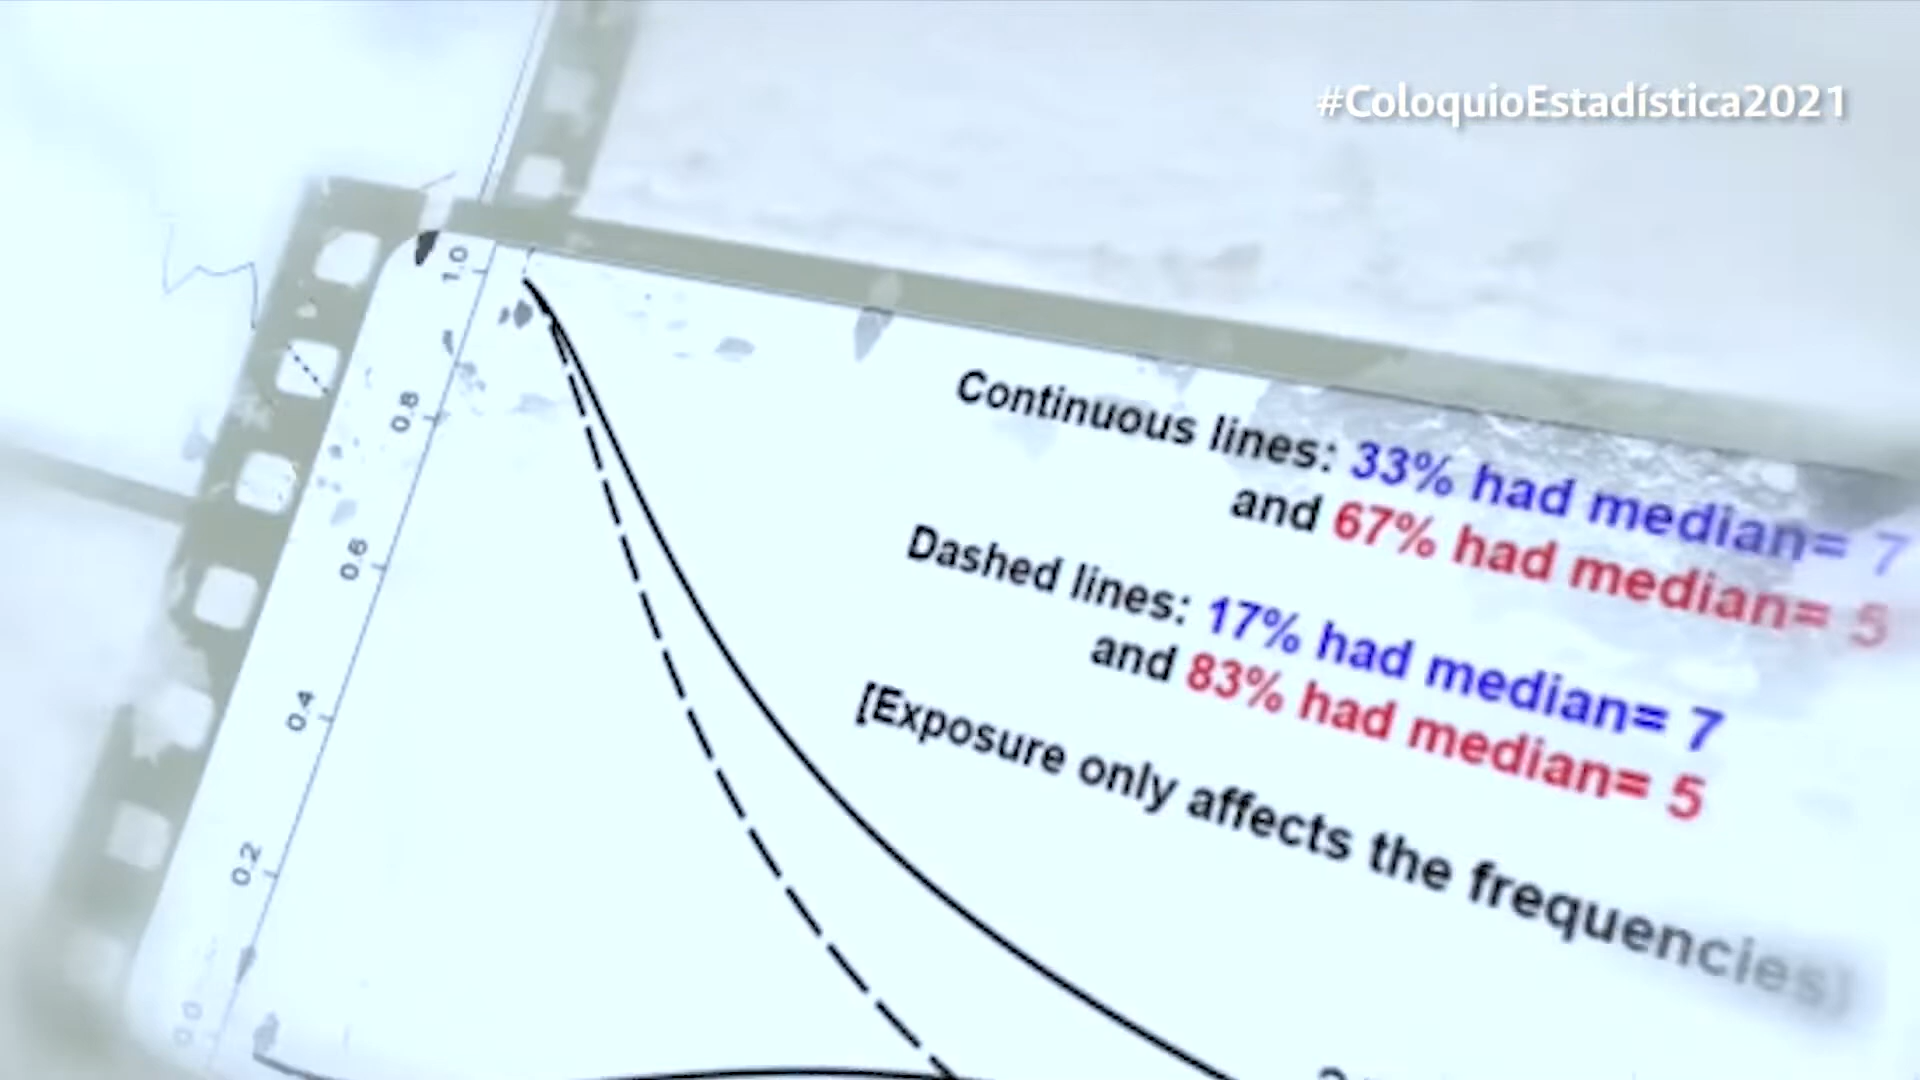 #ColoquioEstadística2021
Continuous lines: 33% had median= 7
and 67% had median= 5
Dashed lines: 17% had median= 7
and 83% had median= 5
[Exposure only affects the frequencies)
1.0
0.8
0.6
0.4
0.2
0.0